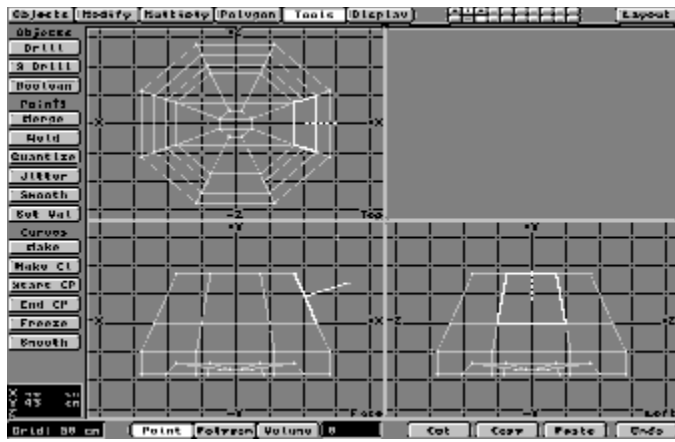 Objects Modify Multiply Polygon Tools Display Layout
Objects
Drill
S Drill
Boolean
Points
Merge
Weld
Quantize
Jitter
Smooth
Set Val
Curves
Make
Make Cl
Start CP
End CP
Freeze
Smooth
+Y
-X +X
-Z Top
+Y +Y
-X +X -Z +Z
-Y Face -Y Left
Grid: 50 cm Point Polygon Volume 0 Cut Copy Paste Undo